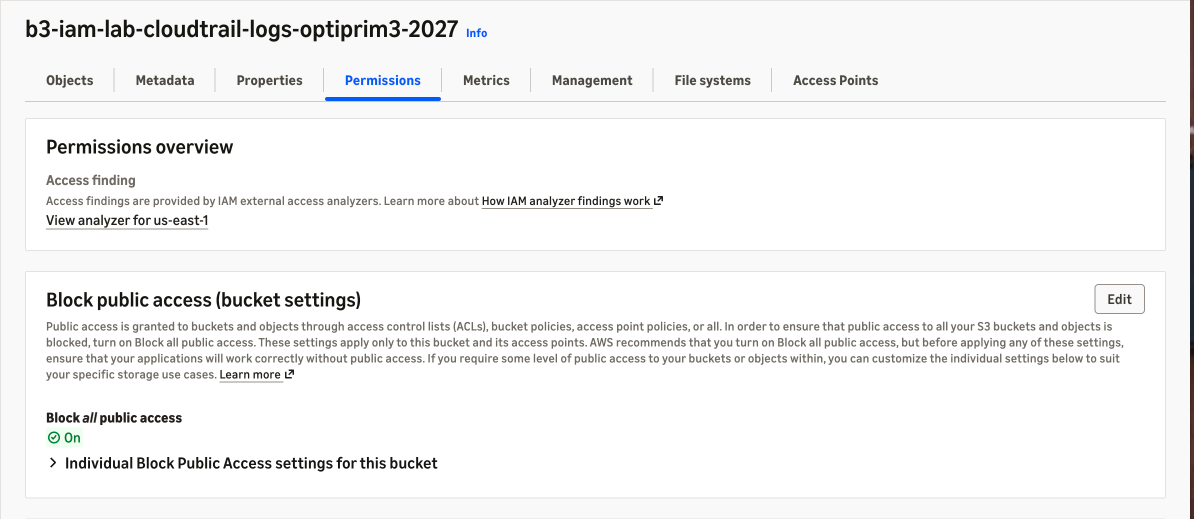 b3-iam-lab-cloudtrail-logs-optiprim3-2027 Info
Objects Metadata Properties Permissions Metrics Management File systems Access Points
Permissions overview
Access finding
Access findings are provided by IAM external access analyzers. Learn more about How IAM analyzer findings work
View analyzer for us-east-1
Block public access (bucket settings)
Edit
Public access is granted to buckets and objects through access control lists (ACLs), bucket policies, access point policies, or all. In order to ensure that public access to all your S3 buckets and objects is
blocked, turn on Block all public access. These settings apply only to this bucket and its access points. AWS recommends that you turn on Block all public access, but before applying any of these settings,
ensure that your applications will work correctly without public access. If you require some level of public access to your buckets or objects within, you can customize the individual settings below to suit
your specific storage use cases. Learn more
Block all public access
On
Individual Block Public Access settings for this bucket